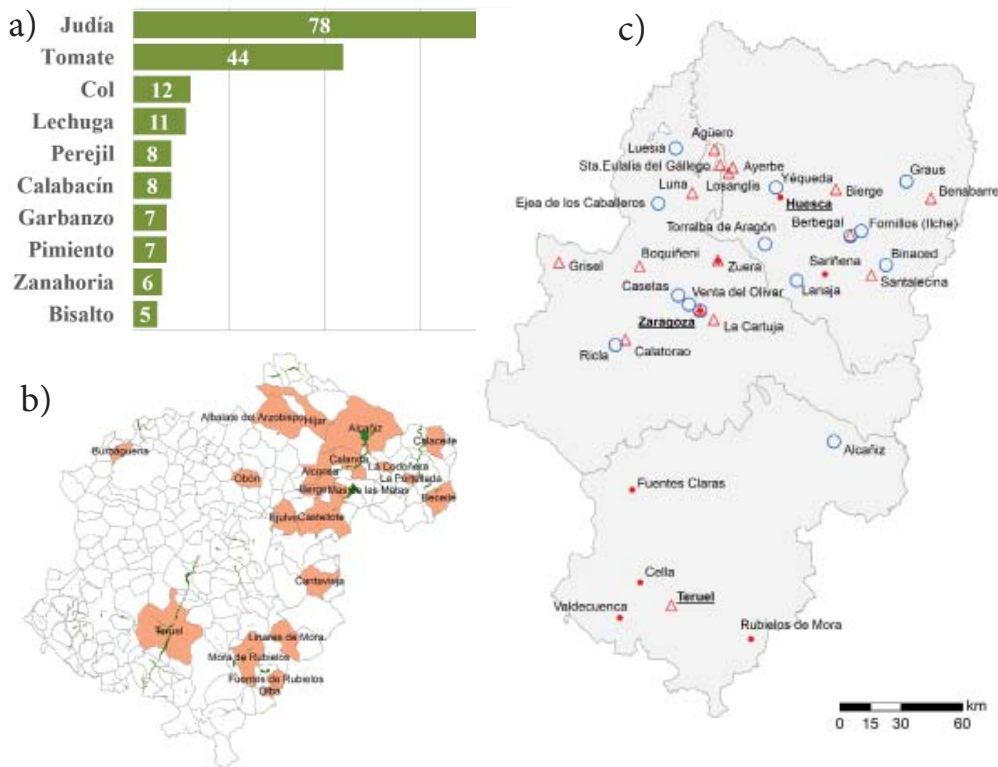 a)
Judía 78
Tomate 44
Col 12
Lechuga 11
Perejil 8
Calabacín 8
Garbanzo 7
Pimiento 7
Zanahoria 6
Bisalto 5
b)
Albalate del Arzobispo
Híjar
Alcañiz
Calaceite
Burbáguena
Calanda
La Codoñera
Obón
Alcorisa
La Portellada
Berge
Mas de las Matas
Beceite
Ejulve
Castellote
Cantavieja
Teruel
Linares de Mora
Mora de Rubielos
Fuentes de Rubielos
Olba
c)
Agüero
Luesia
Sta.Eulalia del Gállego
Ayerbe
Graus
Yéqueda
Luna
Losanglis
Bierge
Benabarre
Huesca
Ejea de los Caballeros
Berbegal
Fornillos (Ilche)
Torralba de Aragón
Boquiñeni
Sariñena
Binaced
Grisel
Zuera
Santalecina
Casetas
Venta del Olivar
Lanaja
Zaragoza
La Cartuja
Ricla
Calatorao
Alcañiz
Fuentes Claras
Cella
Teruel
Valdecuenca
Rubielos de Mora
km
0 15 30 60